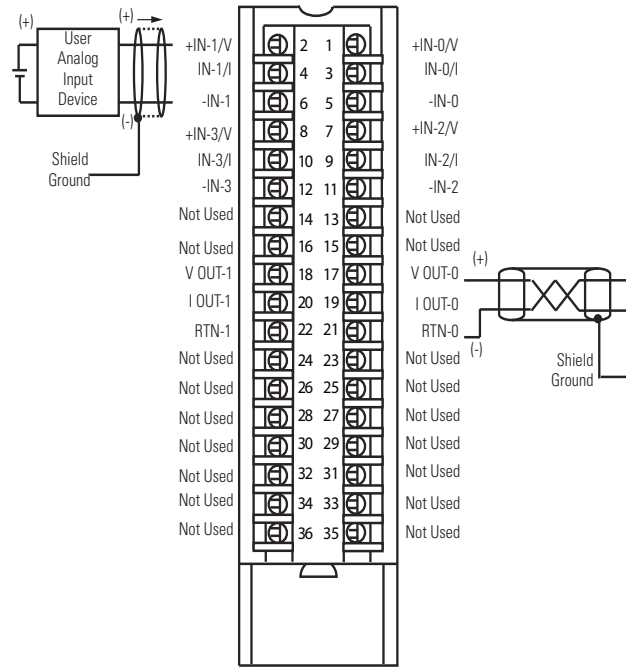 (+)
(+)
User
Analog
Input
Device
(-)
Shield
Ground
+IN-1/V 2 1 +IN-0/V
IN-1/I 4 3 IN-0/I
-IN-1 6 5 -IN-0
+IN-3/V 8 7 +IN-2/V
IN-3/I 10 9 IN-2/I
-IN-3 12 11 -IN-2
Not Used 14 13 Not Used
Not Used 16 15 Not Used
V OUT-1 18 17 V OUT-0 (+)
I OUT-1 20 19 I OUT-0
RTN-1 22 21 RTN-0 (-)
Not Used 24 23 Not Used
Shield
Ground
Not Used 26 25 Not Used
Not Used 28 27 Not Used
Not Used 30 29 Not Used
Not Used 32 31 Not Used
Not Used 34 33 Not Used
Not Used 36 35 Not Used